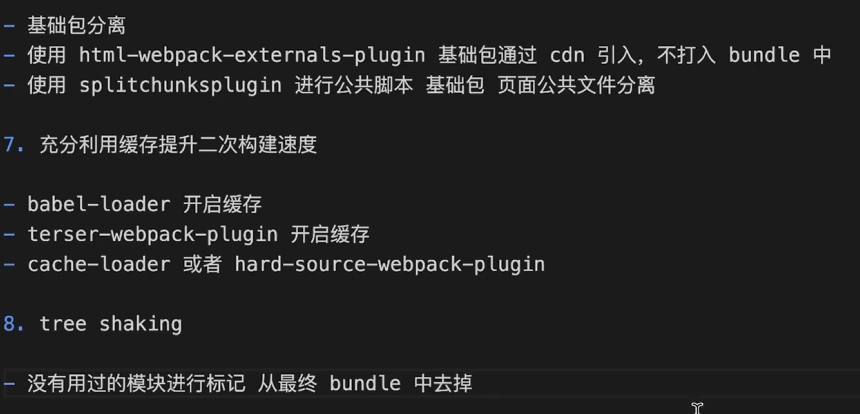 - 基础包分离
- 使用 html-webpack-externals-plugin 基础包通过 cdn 引入，不打入 bundle 中
- 使用 splitchunksplugin 进行公共脚本 基础包 页面公共文件分离
7. 充分利用缓存提升二次构建速度
- babel-loader 开启缓存
- terser-webpack-plugin 开启缓存
- cache-loader 或者 hard-source-webpack-plugin
8. tree shaking
- 没有用过的模块进行标记 从最终 bundle 中去掉